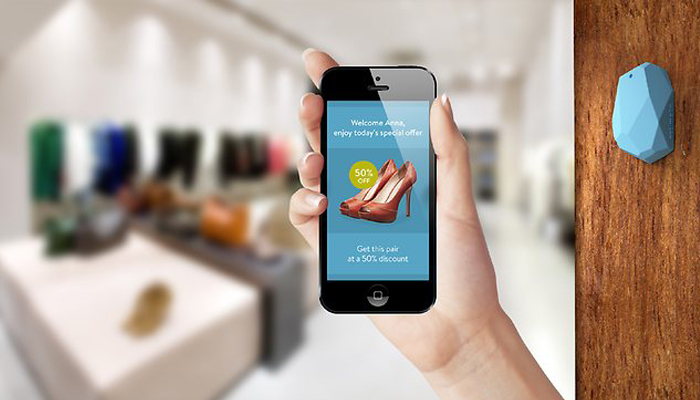 Welcome Anna,
enjoy today's special offer
50%
OFF
Get this pair
at a 50% discount